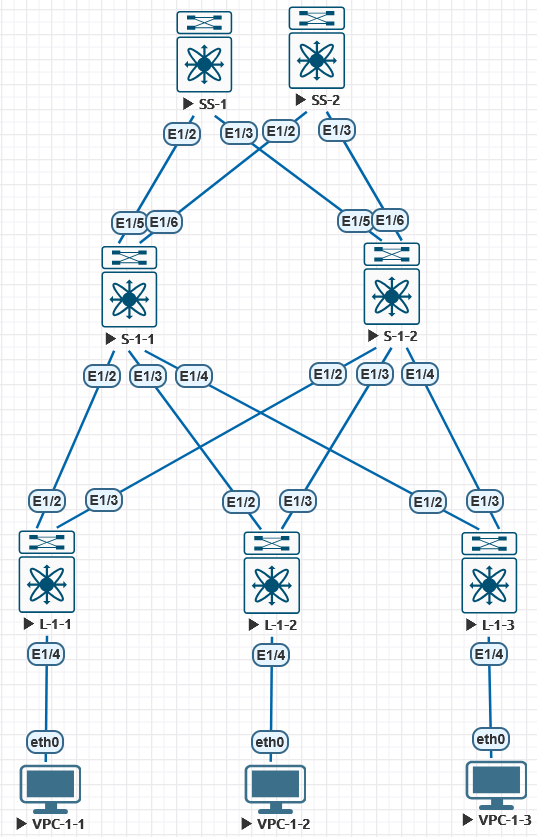 SS-1
SS-2
E1/2
E1/3
E1/2
E1/3
E1/5
E1/6
E1/5
E1/6
S-1-1
S-1-2
E1/2
E1/3
E1/4
E1/2
E1/3
E1/4
E1/2
E1/3
E1/2
E1/3
E1/2
E1/3
L-1-1
L-1-2
L-1-3
E1/4
E1/4
E1/4
eth0
eth0
eth0
VPC-1-1
VPC-1-2
VPC-1-3